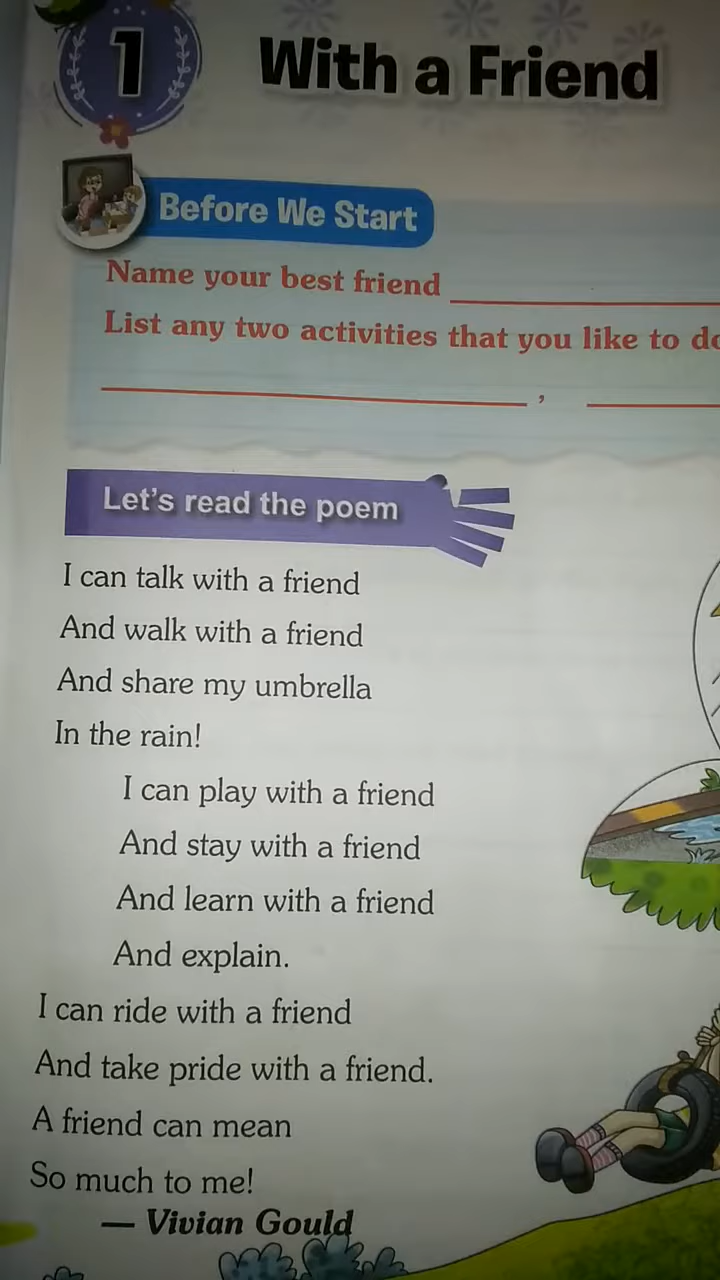 1
With a Friend
Before We Start
Name your best friend
List any two activities that you like to
,
Let's read the poem
I can talk with a friend
And walk with a friend
And share my umbrella
In the rain!
I can play with a friend
And stay with a friend
And learn with a friend
And explain.
I can ride with a friend
And take pride with a friend.
A friend can mean
So much to me!
— Vivian Gould